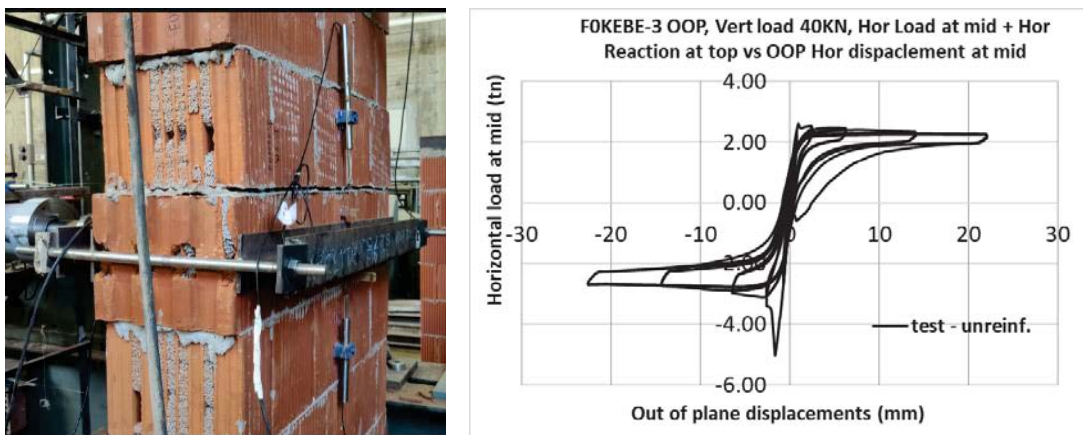 F0KEBE-3 OOP, Vert load 40KN, Hor Load at mid + Hor
Reaction at top vs OOP Hor dispaclement at mid
Horizontal load at mid (tn)
4.00
2.00
0.00
-30 -20 -10 0 10 20 30
-2.00
-4.00
-6.00
test - unreinf.
Out of plane displacements (mm)